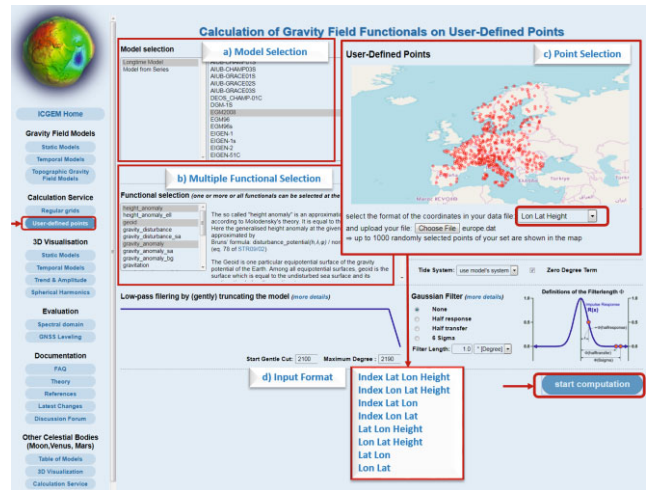 Calculation of Gravity Field Functionals on User-Defined Points
ICGEM Home
Gravity Field Models
Static Models
Temporal Models
Topographic Gravity
Field Models
Calculation Service
Regular grids
User-defined points
3D Visualisation
Static Models
Temporal Models
Trend & Amplitude
Spherical Harmonics
Evaluation
Spectral domain
GNSS Leveling
Documentation
FAQ
Theory
References
Latest Changes
Discussion Forum
Other Celestial Bodies
(Moon,Venus, Mars)
Table of Models
3D Visualization
Calculation Service
Model selection
a) Model Selection
Longtime Model
Model from Series
AIUB-CHAMP01S
AIUB-CHAMP03S
AIUB-GRACE01S
AIUB-GRACE02S
AIUB-GRACE03S
DEOS_CHAMP-01C
DGM-1S
EGM2008
EGM96
EGM96s
EIGEN-1
EIGEN-1s
EIGEN-2
EIGEN-51C
b) Multiple Functional Selection
Functional selection (one or more or all functionals can be selected at the
height_anomaly
height_anomaly_ell
geoid
gravity_disturbance
gravity_disturbance_sa
gravity_anomaly
gravity_anomaly_sa
gravity_anomaly_bg
gravitation
The so called "height anomaly" is an approximatio
according to Molodensky's theory. It is equal to th
Here the generalised height anomaly at the given
approximated by
Bruns' formula: disturbance_potential(h,λ,φ) / nor
(eq. 78 of STR09/02)
The Geoid is one particular equipotential surface of the gravity
potential of the Earth. Among all equipotential surfaces, geoid is the
surface which is equal to the undisturbed sea surface and its
User-Defined Points
c) Point Selection
select the format of the coordinates in your data file
Lon Lat Height
and upload your file
Choose File
europe.dat
⇒ up to 1000 randomly selected points of your set are shown in the map
Tide System:
use model's system
Zero Degree Term
Low-pass filering by (gently) truncating the model (more details)
Start Gentle Cut: 2100
Maximum Degree : 2190
Gaussian Filter (more details)
None
Half response
Half transfer
6 Sigma
Filter Length: 1.0 ° [Degree]
Definitions of the Filterlength Φ
Impulse Response
R(s)
Φ(halfresponse)
Φ(halftransfer)
Φ(6sigma)
d) Input Format
Index Lat Lon Height
Index Lon Lat Height
Index Lat Lon
Index Lon Lat
Lat Lon Height
Lon Lat Height
Lat Lon
Lon Lat
start computation